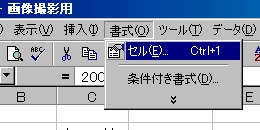 - 画像撮影用
表示(V) 挿入(I) 書式(O) ツール(T) データ(D)
セル(E)... Ctrl+1
= 200
条件付き書式(D)...
B C E